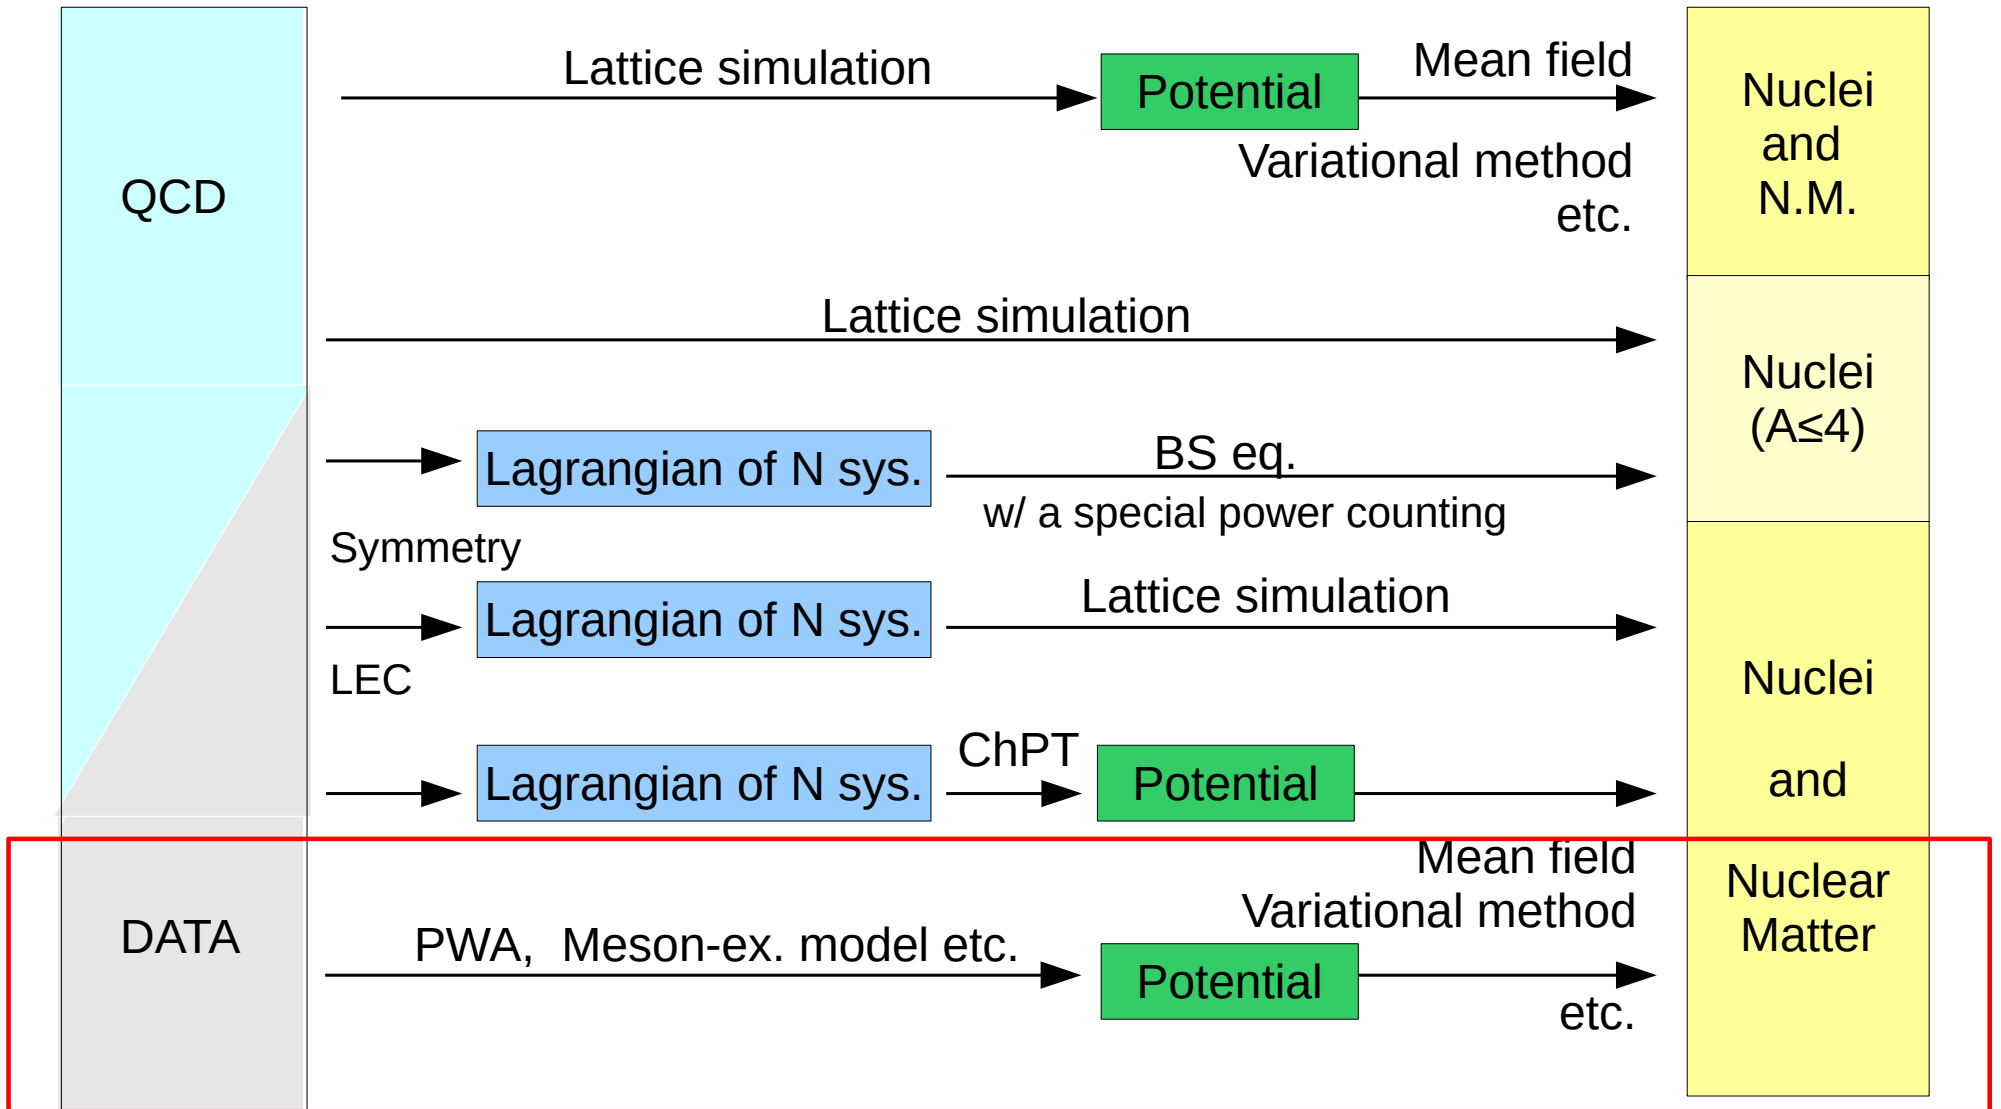 QCD
Lattice simulation
Potential
Mean field
Variational method
etc.
Nuclei
and
N.M.
Lattice simulation
Nuclei
(A≤4)
Lagrangian of N sys.
BS eq.
w/ a special power counting
Symmetry
Lagrangian of N sys.
Lattice simulation
LEC
Lagrangian of N sys.
ChPT
Potential
Nuclei
and
Nuclear
Matter
DATA
PWA,  Meson-ex. model etc.
Potential
Mean field
Variational method
etc.